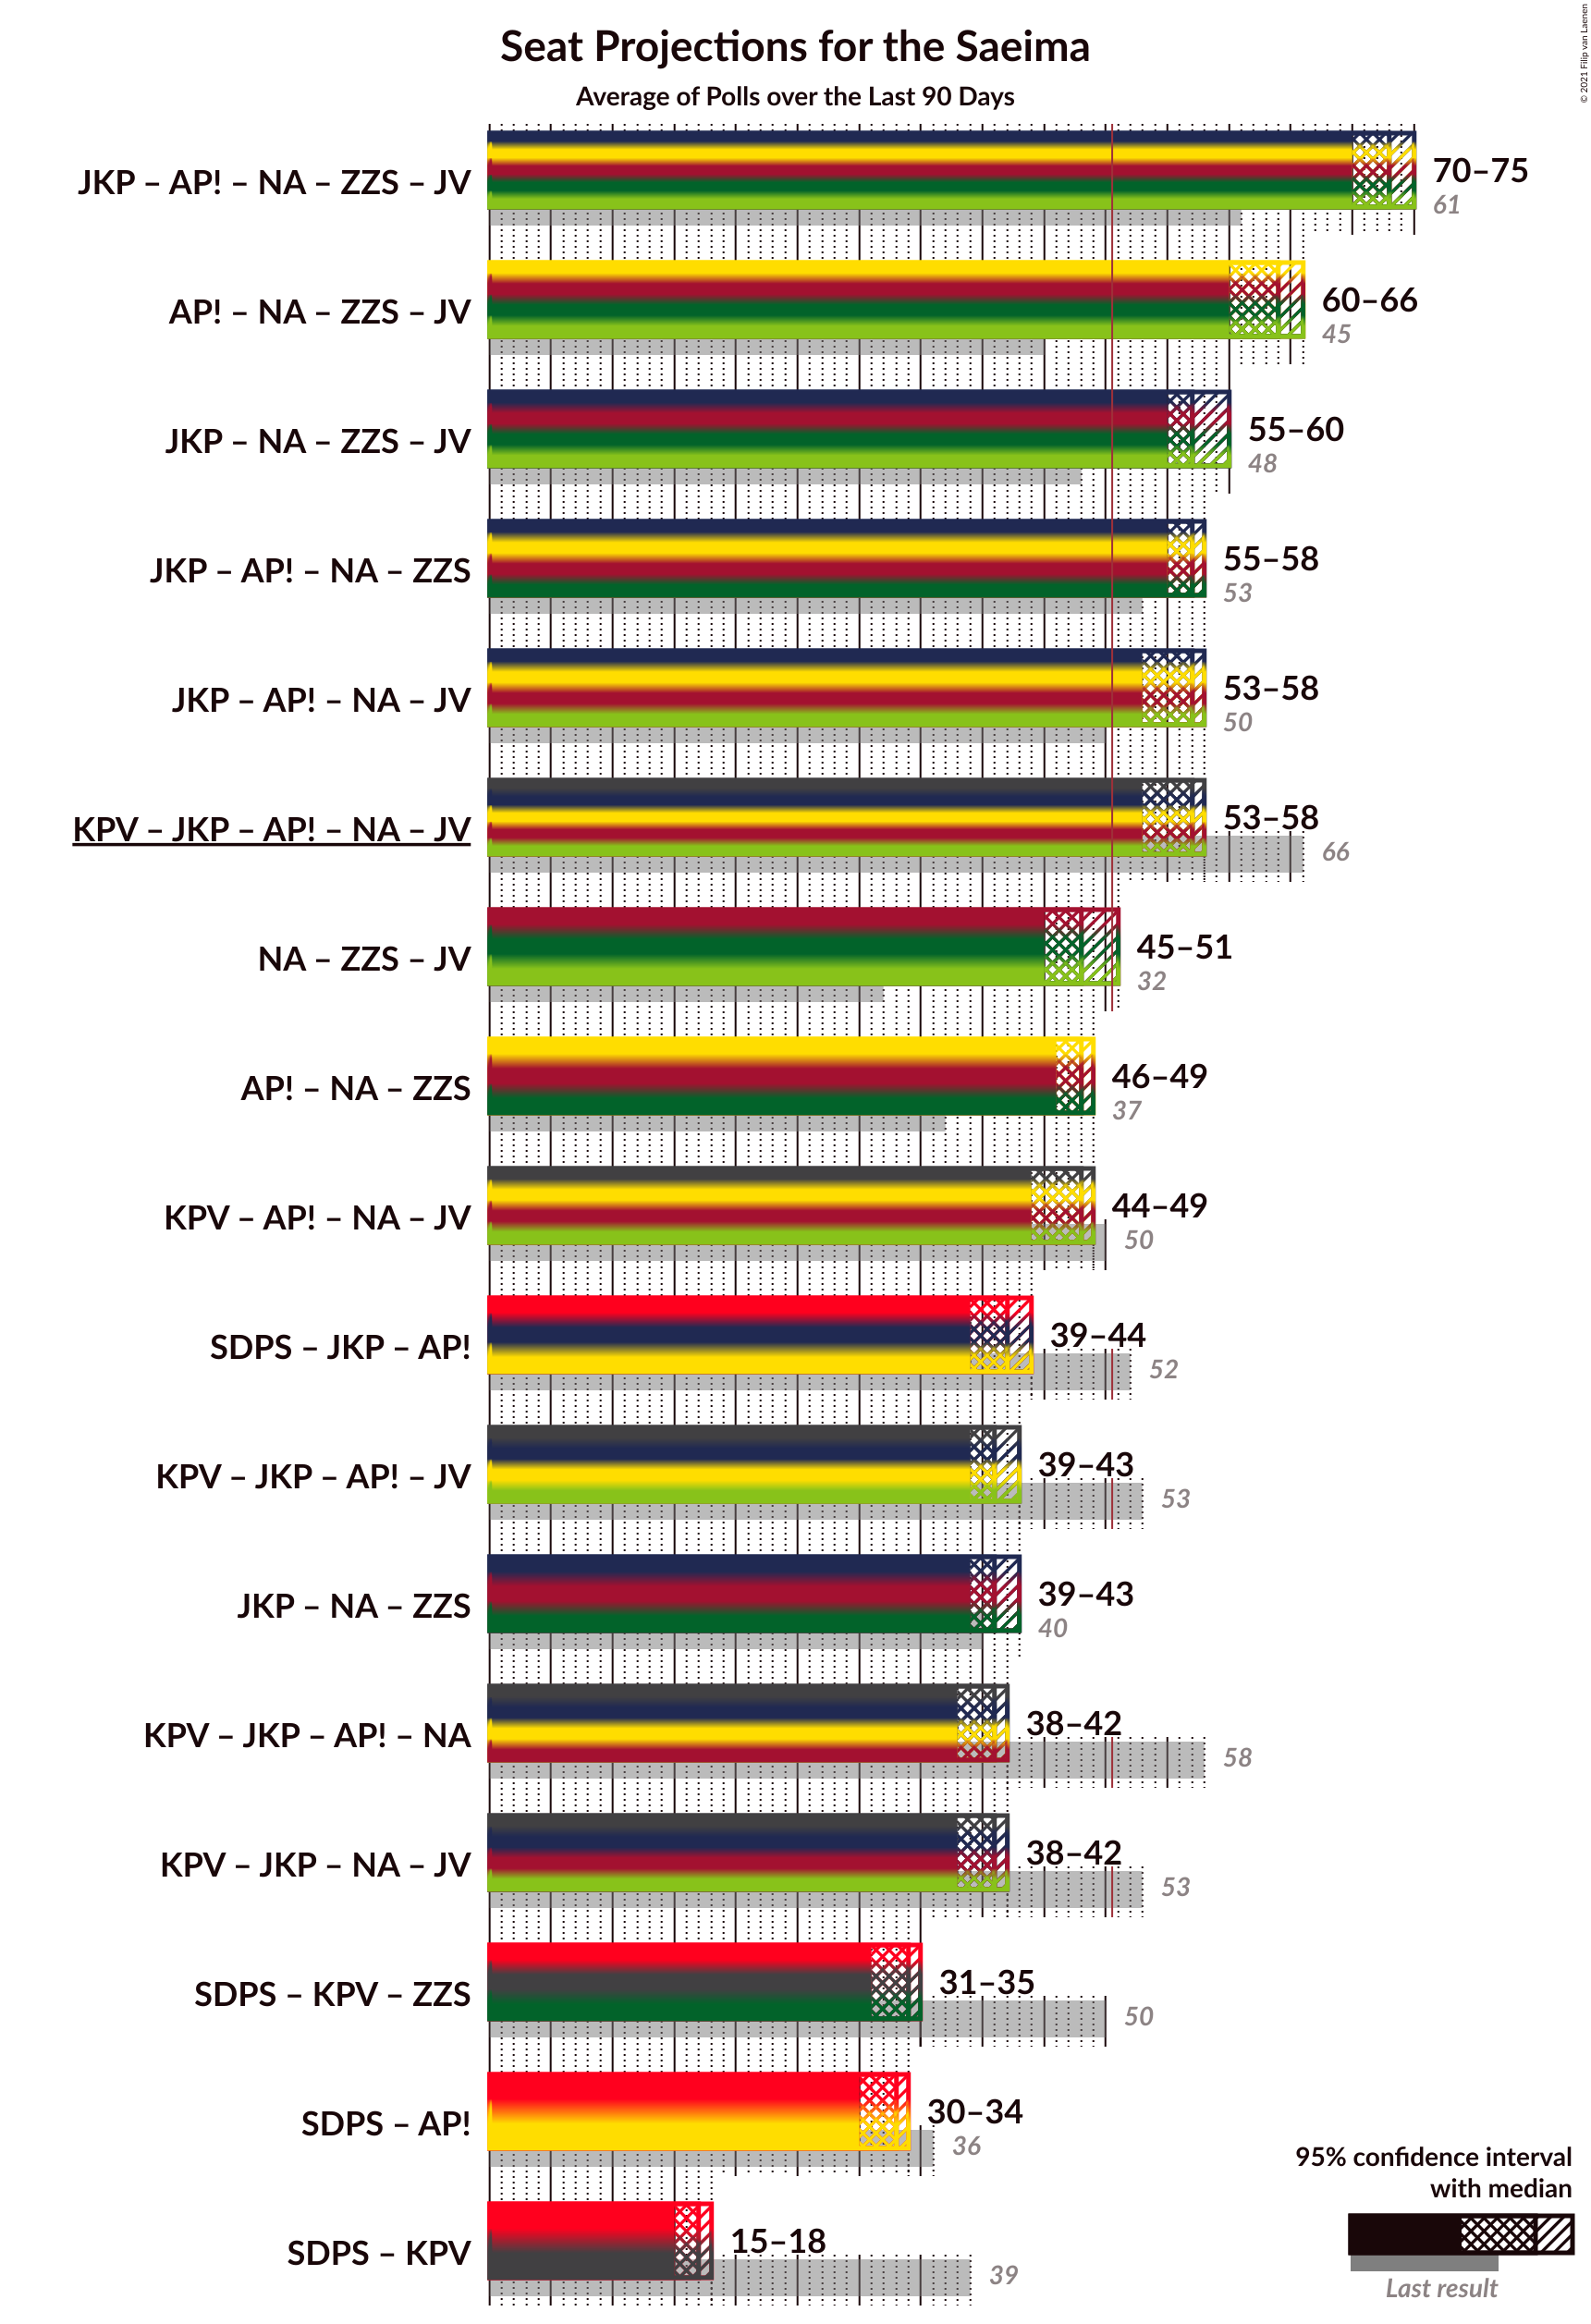 Seat Projections for the Saeima
Average of Polls over the Last 90 Days
© 2021 Filip van Laenen
JKP – AP! – NA – ZZS – JV
70–75
61
AP! – NA – ZZS – JV
60–66
45
JKP – NA – ZZS – JV
55–60
48
JKP – AP! – NA – ZZS
55–58
53
JKP – AP! – NA – JV
53–58
50
KPV – JKP – AP! – NA – JV
53–58
66
NA – ZZS – JV
45–51
32
AP! – NA – ZZS
46–49
37
KPV – AP! – NA – JV
44–49
50
SDPS – JKP – AP!
39–44
52
KPV – JKP – AP! – JV
39–43
53
JKP – NA – ZZS
39–43
40
KPV – JKP – AP! – NA
38–42
58
KPV – JKP – NA – JV
38–42
53
SDPS – KPV – ZZS
31–35
50
SDPS – AP!
30–34
36
SDPS – KPV
15–18
39
95% confidence interval
with median
Last result